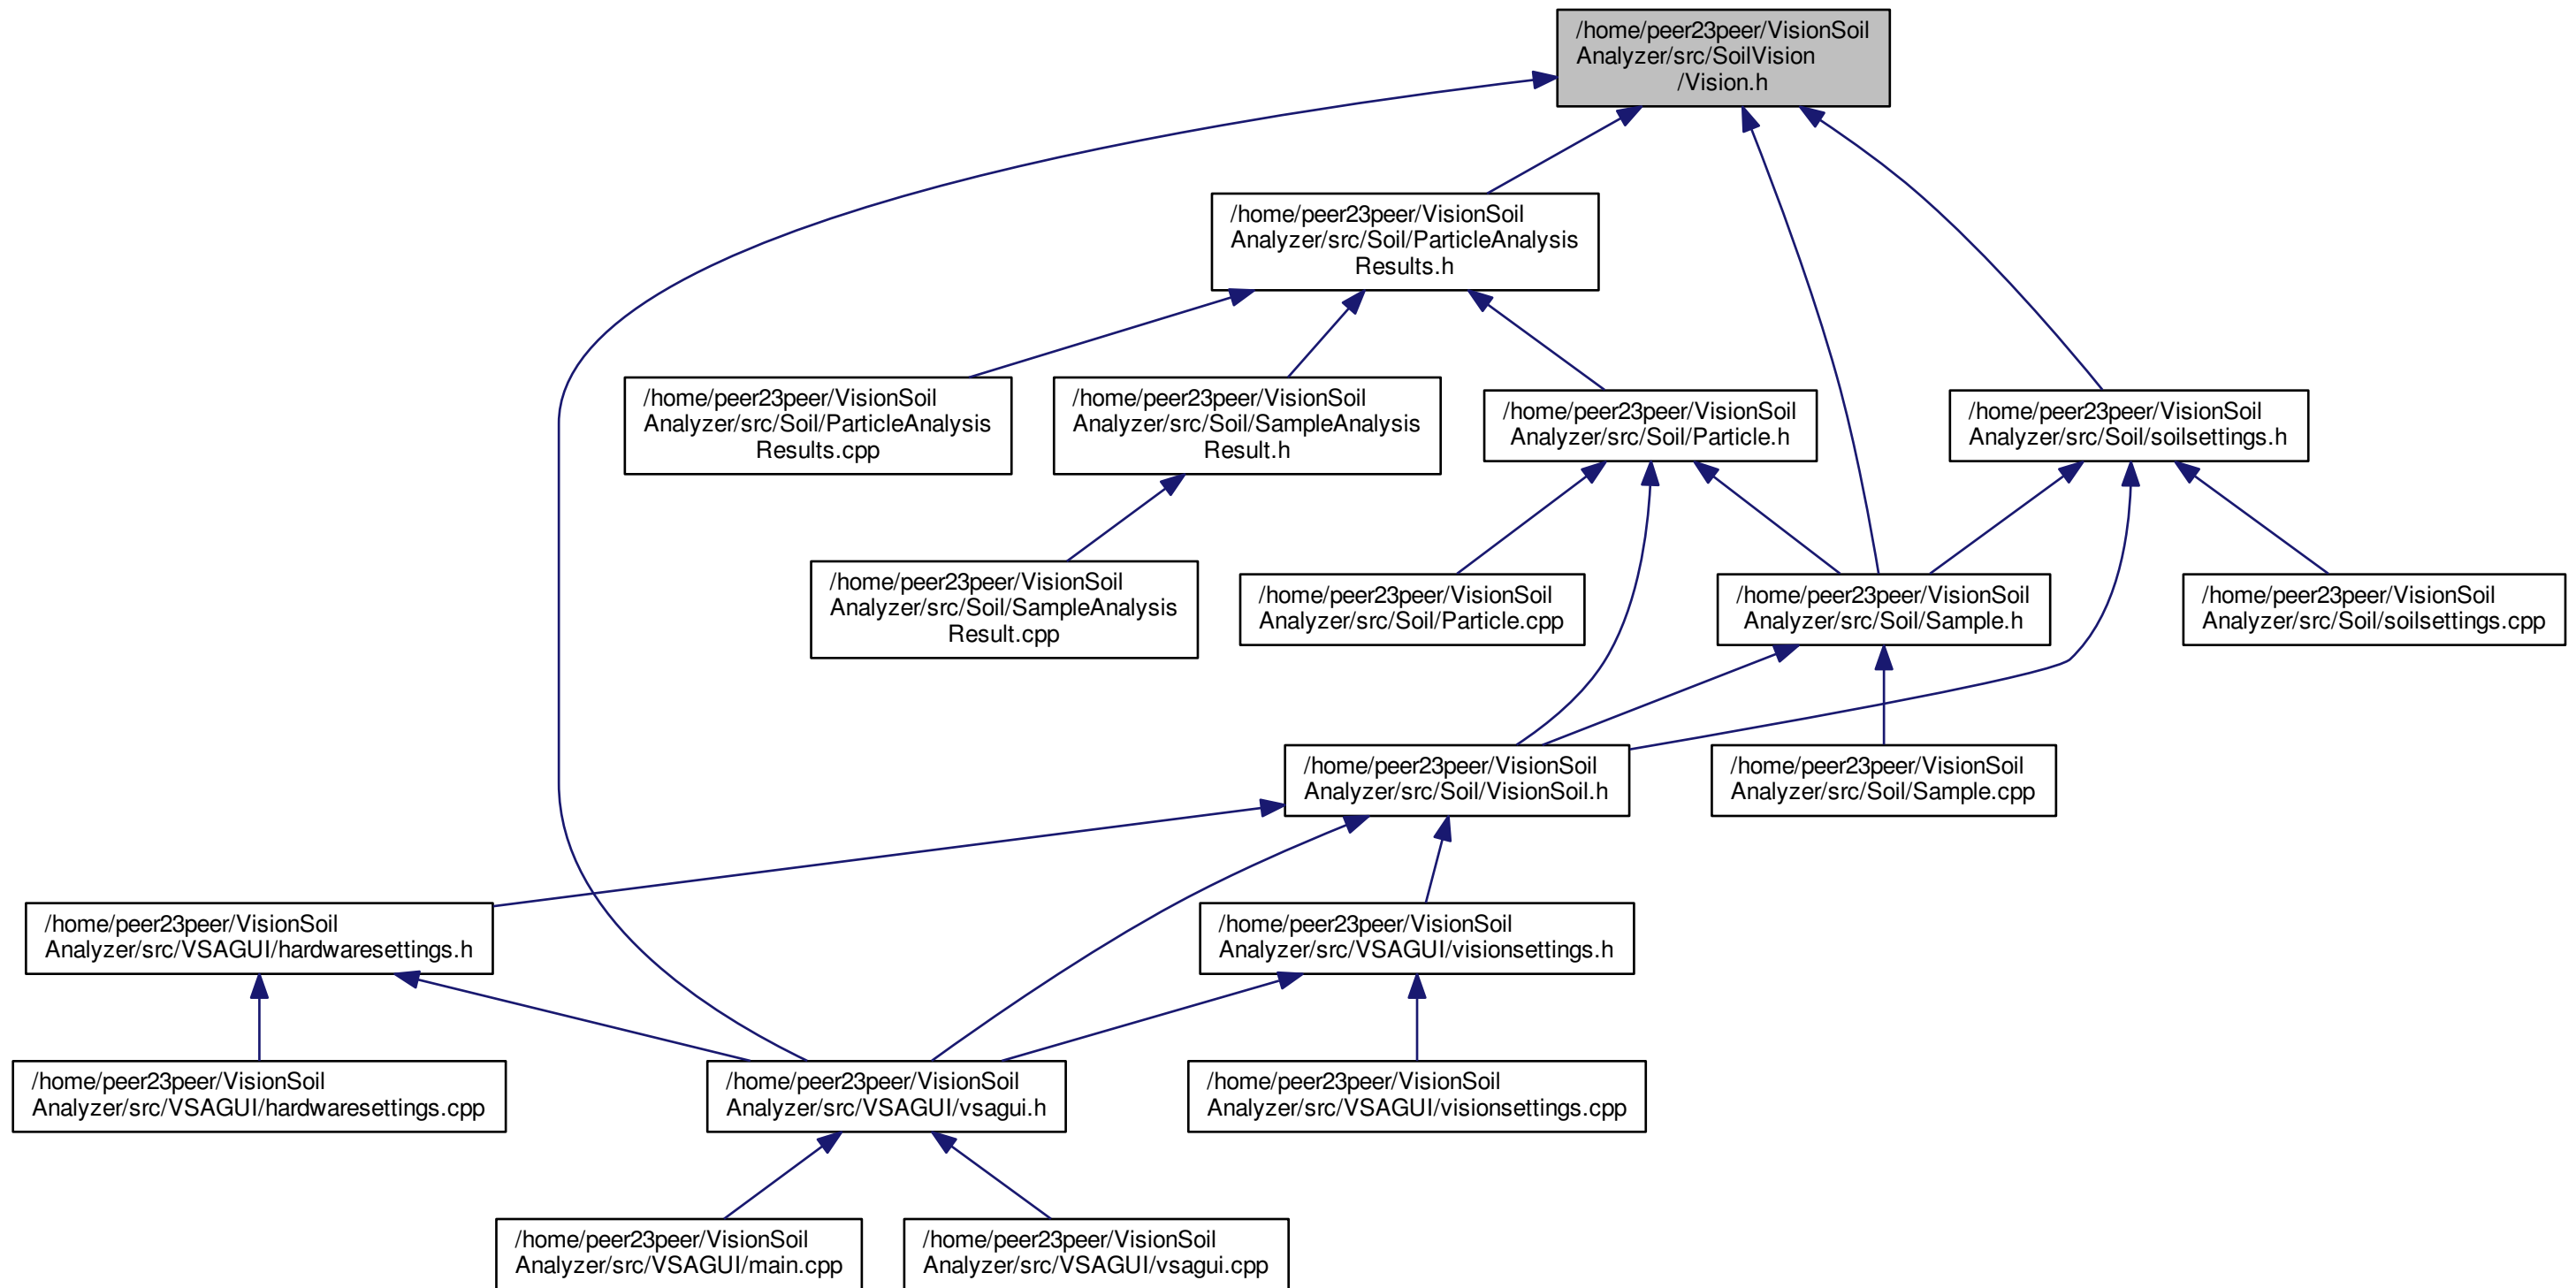 /home/peer23peer/VisionSoil
Analyzer/src/SoilVision
/Vision.h
/home/peer23peer/VisionSoil
Analyzer/src/Soil/ParticleAnalysis
Results.h
/home/peer23peer/VisionSoil
Analyzer/src/Soil/ParticleAnalysis
Results.cpp
/home/peer23peer/VisionSoil
Analyzer/src/Soil/SampleAnalysis
Result.h
/home/peer23peer/VisionSoil
Analyzer/src/Soil/Particle.h
/home/peer23peer/VisionSoil
Analyzer/src/Soil/soilsettings.h
/home/peer23peer/VisionSoil
Analyzer/src/Soil/SampleAnalysis
Result.cpp
/home/peer23peer/VisionSoil
Analyzer/src/Soil/Particle.cpp
/home/peer23peer/VisionSoil
Analyzer/src/Soil/Sample.h
/home/peer23peer/VisionSoil
Analyzer/src/Soil/soilsettings.cpp
/home/peer23peer/VisionSoil
Analyzer/src/Soil/VisionSoil.h
/home/peer23peer/VisionSoil
Analyzer/src/Soil/Sample.cpp
/home/peer23peer/VisionSoil
Analyzer/src/VSAGUI/hardwaresettings.h
/home/peer23peer/VisionSoil
Analyzer/src/VSAGUI/visionsettings.h
/home/peer23peer/VisionSoil
Analyzer/src/VSAGUI/hardwaresettings.cpp
/home/peer23peer/VisionSoil
Analyzer/src/VSAGUI/vsagui.h
/home/peer23peer/VisionSoil
Analyzer/src/VSAGUI/visionsettings.cpp
/home/peer23peer/VisionSoil
Analyzer/src/VSAGUI/main.cpp
/home/peer23peer/VisionSoil
Analyzer/src/VSAGUI/vsagui.cpp